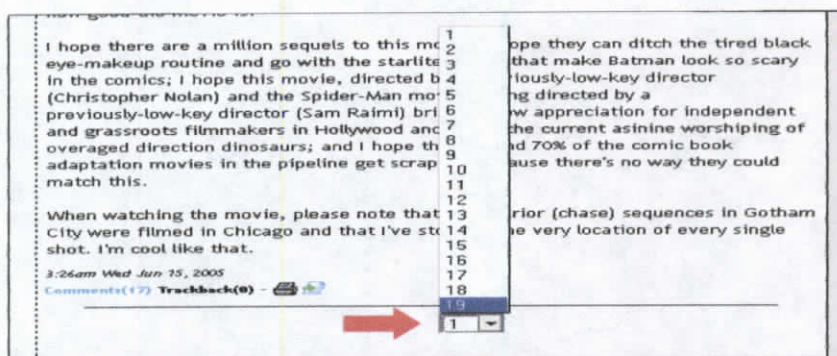 I hope there are a million sequels to this mo ope they can ditch the tired black
eye-makeup routine and go with the starlite that make Batman look so scary
in the comics; I hope this movie, directed b iously-low-key director
(Christopher Nolan) and the Spider-Man mo ng directed by a
previously-low-key director (Sam Raimi) bri w appreciation for independent
and grassroots filmmakers in Hollywood and the current asinine worshiping of
overaged direction dinosaurs; and I hope th nd 70% of the comic book
adaptation movies in the pipeline get scrap ause there's no way they could
match this.
When watching the movie, please note that rior (chase) sequences in Gotham
City were filmed in Chicago and that I've sto e very location of every single
shot. I'm cool like that.
3:26am Wed Jun 15, 2005
Comments(17) Trackback(0) -
1
2
3
4
5
6
7
8
9
10
11
12
13
14
15
16
17
18
19
1